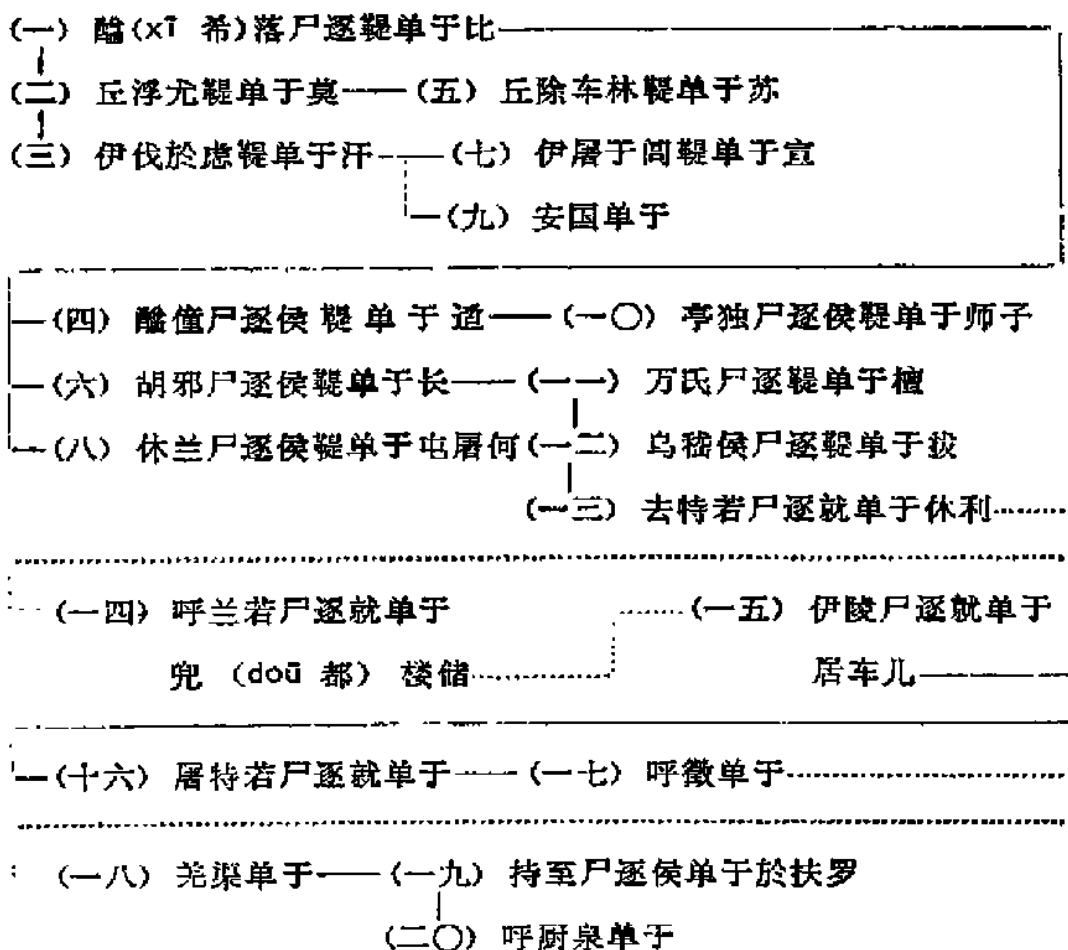 (一) 醢(xī 希)落尸逐鞮单于比
(二) 丘浮尤鞮单于莫——(五) 丘除车林鞮单于苏
(三) 伊伐於虑鞮单于汗——(七) 伊屠于闾鞮单于宣
(九) 安国单于
(四) 醢僮尸逐侯鞮单于适——(一〇) 亭独尸逐侯鞮单于师子
(六) 胡邪尸逐侯鞮单于长——(一一) 万氏尸逐鞮单于檀
(八) 休兰尸逐侯鞮单于屯屠何(一二) 乌稽侯尸逐鞮单于拔
(一三) 去特若尸逐就单于休利
(一四) 呼兰若尸逐就单于 (一五) 伊陵尸逐就单于
兜 (doū 都) 楼储 居车儿
(十六) 屠特若尸逐就单于——(一七) 呼徵单于
(一八) 羌渠单于——(一九) 持至尸逐侯单于於扶罗
(二〇) 呼厨泉单于